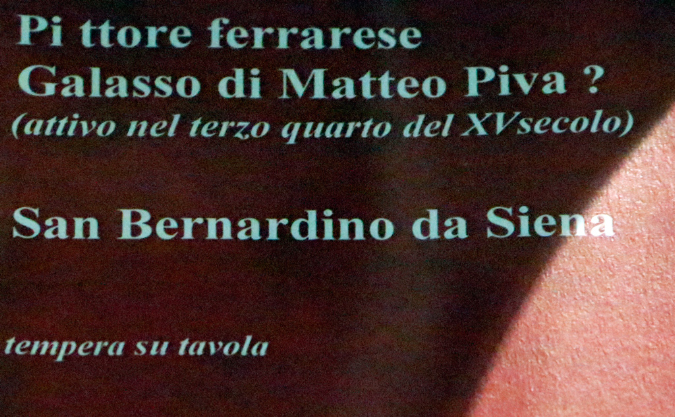 Pi ttore ferrarese
Galasso di Matteo Piva ?
(attivo nel terzo quarto del XVsecolo)
San Bernardino da Siena
tempera su tavola